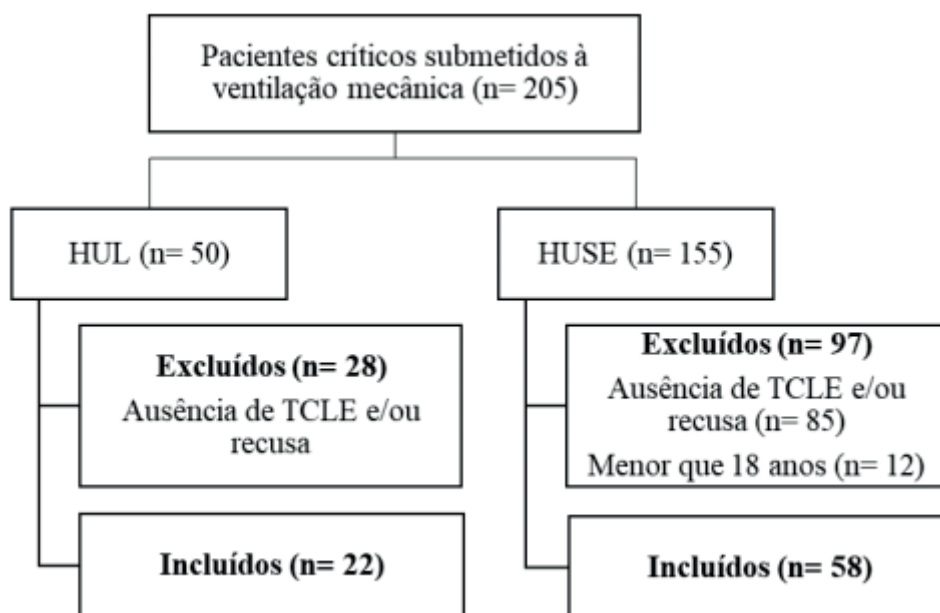 Pacientes críticos submetidos à
ventilação mecânica (n= 205)
HUL (n= 50)
HUSE (n= 155)
Excluídos (n= 28)
Ausência de TCLE e/ou
recusa
Excluídos (n= 97)
Ausência de TCLE e/ou
recusa (n= 85)
Menor que 18 anos (n= 12)
Incluídos (n= 22)
Incluídos (n= 58)